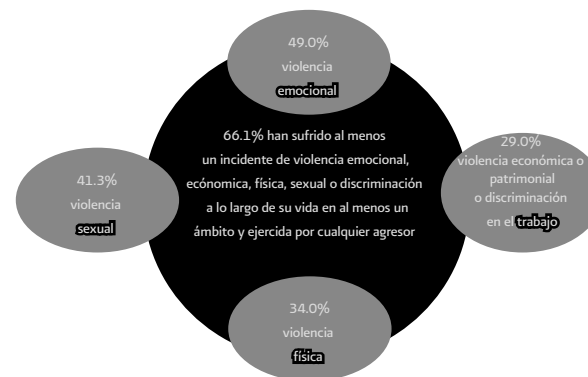 49.0%
violencia
emocional
66.1% han sufrido al menos
un incidente de violencia emocional,
ecónomica, física, sexual o discriminación
a lo largo de su vida en al menos un
ámbito y ejercida por cualquier agresor
41.3%
violencia
sexual
29.0%
violencia económica o
patrimonial
o discriminación
en el trabajo
34.0%
violencia
física